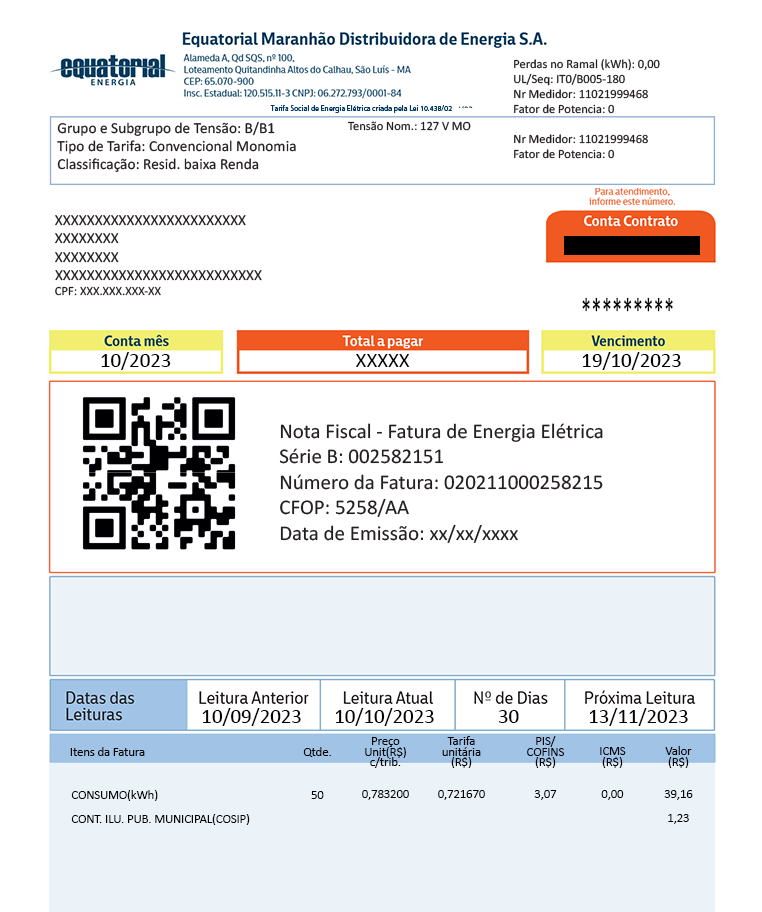 Equatorial Maranhão Distribuidora de Energia S.A.
equatorial
ENERGIA
Alameda A, Qd SQS, nº 100,
Loteamento Quitandinha Altos do Calhau, São Luís - MA
CEP: 65.070-900
Insc. Estadual: 120.515.11-3 CNPJ: 06.272.793/0001-84
Tarifa Social de Energia Elétrica criada pela Lei 10.438/02
Perdas no Ramal (kWh): 0,00
UL/Seq: IT0/B005-180
Nr Medidor: 11021999468
Fator de Potencia: 0
Grupo e Subgrupo de Tensão: B/B1
Tipo de Tarifa: Convencional Monomia
Classificação: Resid. baixa Renda
Tensão Nom.: 127 V MO
Nr Medidor: 11021999468
Fator de Potencia: 0
Para atendimento,
informe este número.
Conta Contrato
XXXXXXXXXXXXXXXXXXXXXXXX
XXXXXXXX
XXXXXXXX
XXXXXXXXXXXXXXXXXXXXXXXXXX
CPF: XXX.XXX.XXX-XX
*********
Conta mês
10/2023
Total a pagar
XXXXX
Vencimento
19/10/2023
Nota Fiscal - Fatura de Energia Elétrica
Série B: 002582151
Número da Fatura: 020211000258215
CFOP: 5258/AA
Data de Emissão: xx/xx/xxxx
Datas das
Leituras
Leitura Anterior
10/09/2023
Leitura Atual
10/10/2023
Nº de Dias
30
Próxima Leitura
13/11/2023
Itens da Fatura
Qtde.
Preço
Unit(R$)
c/trib.
Tarifa
unitária
(R$)
PIS/
COFINS
(R$)
ICMS
(R$)
Valor
(R$)
CONSUMO(kWh) 50 0,783200 0,721670 3,07 0,00 39,16
CONT. ILU. PUB. MUNICIPAL(COSIP) 1,23